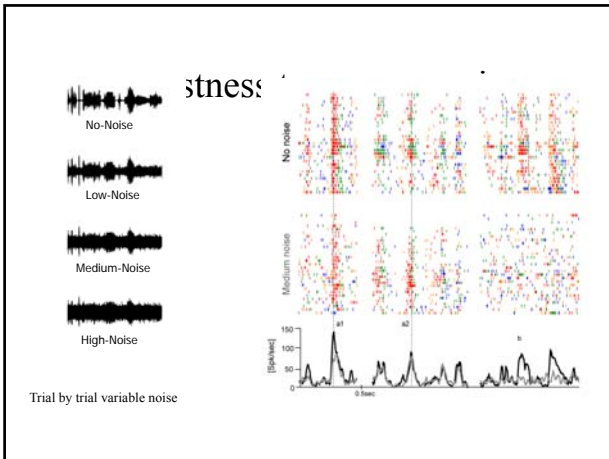 stness
No-Noise
Low-Noise
Medium-Noise
High-Noise
Trial by trial variable noise
No noise
Medium noise
a1
a2
b
[Spk/sec]
150
100
50
0
0.5sec